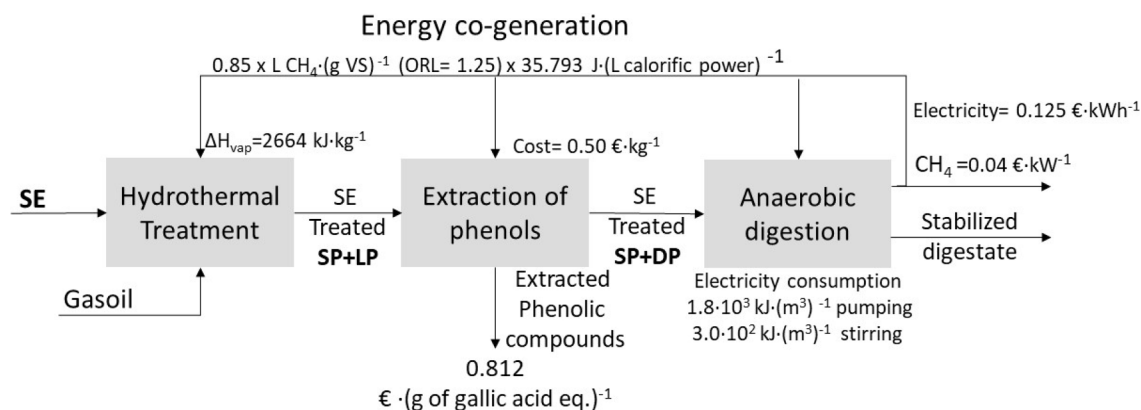 Energy co-generation
0.85 x L CH₄·(g VS)⁻¹ (ORL= 1.25) x 35.793 J·(L calorific power)⁻¹
Electricity= 0.125 €·kWh⁻¹
ΔHvap=2664 kJ·kg⁻¹
Cost= 0.50 €·kg⁻¹
CH₄ =0.04 €·kW⁻¹
SE
Hydrothermal
Treatment
SE
Treated
SP+LP
Extraction of
phenols
SE
Treated
SP+DP
Anaerobic
digestion
Stabilized
digestate
Gasoil
Extracted
Phenolic
compounds
Electricity consumption
1.8·10³ kJ·(m³)⁻¹ pumping
3.0·10² kJ·(m³)⁻¹ stirring
0.812
€ ·(g of gallic acid eq.)⁻¹